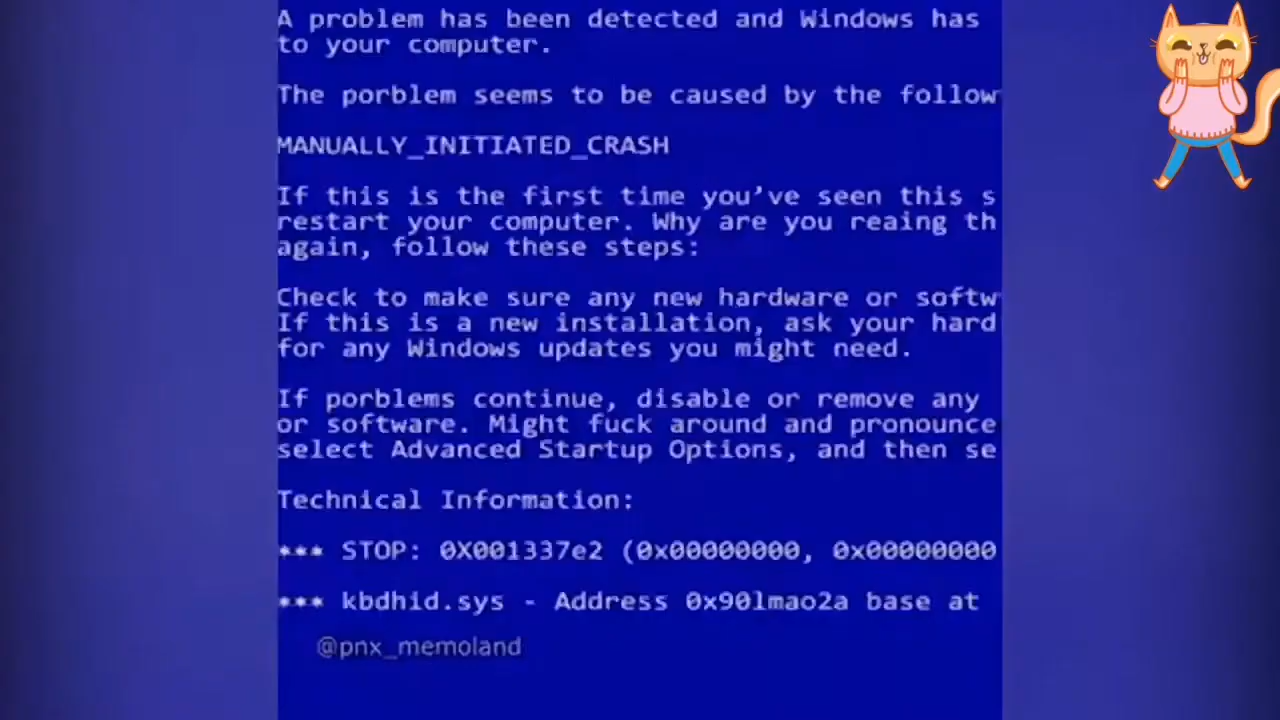 A problem has been detected and Windows has
to your computer.
The porblem seems to be caused by the follow
MANUALLY_INITIATED_CRASH
If this is the first time you've seen this s
restart your computer. Why are you reaing th
again, follow these steps:
Check to make sure any new hardware or softw
If this is a new installation, ask your hard
for any Windows updates you might need.
If porblems continue, disable or remove any
or software. Might fuck around and pronounce
select Advanced Startup Options, and then se
Technical Information:
*** STOP: 0X001337e2 (0x00000000, 0x00000000
*** kbdhid.sys - Address 0x90lmao2a base at
@pnx_memoland